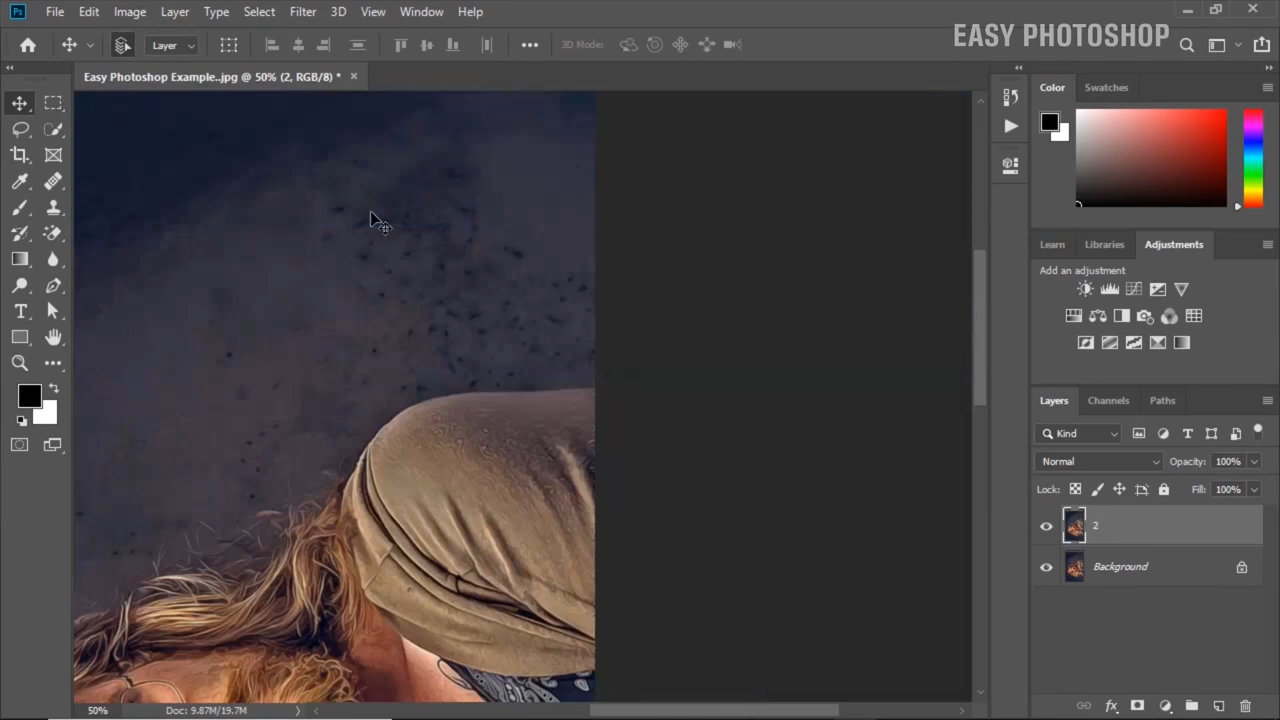 Ps File Edit Image Layer Type Select Filter 3D View Window Help
EASY PHOTOSHOP
Layer
3D Mode:
Easy Photoshop Example..jpg @ 50% (2, RGB/8) *
Color Swatches
Learn Libraries Adjustments
Add an adjustment
Layers Channels Paths
Kind
Normal Opacity: 100%
Lock: Fill: 100%
2
Background
50% Doc: 9.87M/19.7M